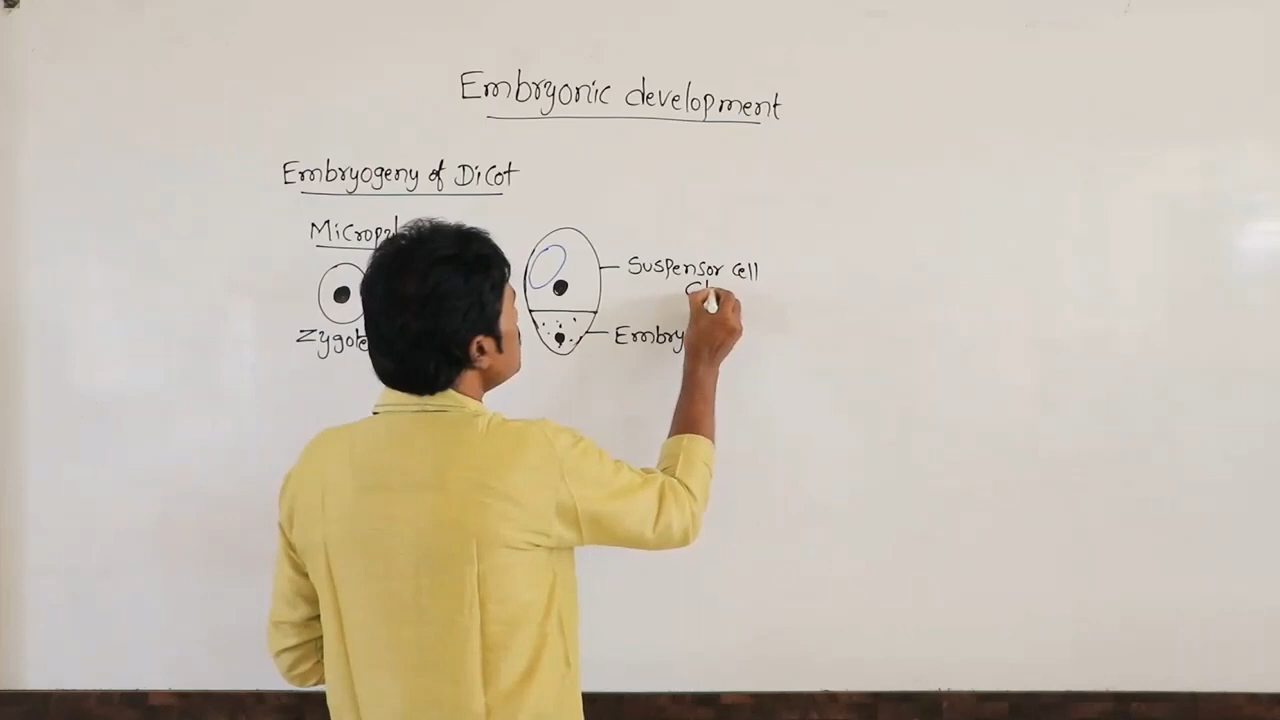 Embryonic development
Embryogeny of Dicot
Suspensor cell
Zygote